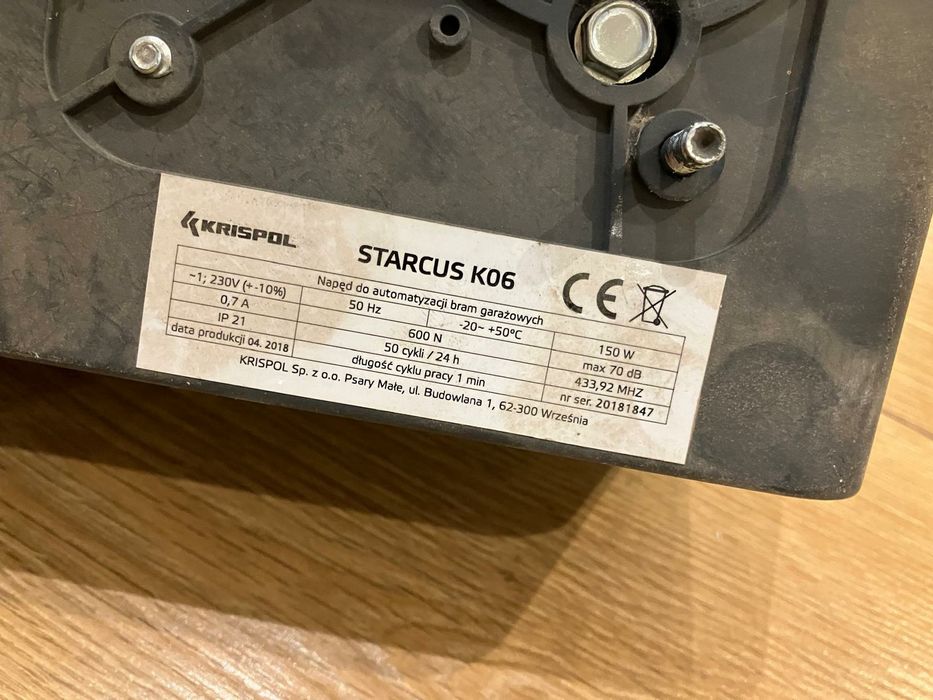 KRISPOL
STARCUS K06
Napęd do automatyzacji bram garażowych
~1; 230V (+ -10%) 50 Hz -20~ +50°C 150 W
0,7 A 600 N max 70 dB
IP 21 50 cykli / 24 h 433,92 MHZ
data produkcji 04. 2018 długość cyklu pracy 1 min nr ser. 20181847
KRISPOL Sp. z o.o. Psary Małe, ul. Budowlana 1, 62-300 Września